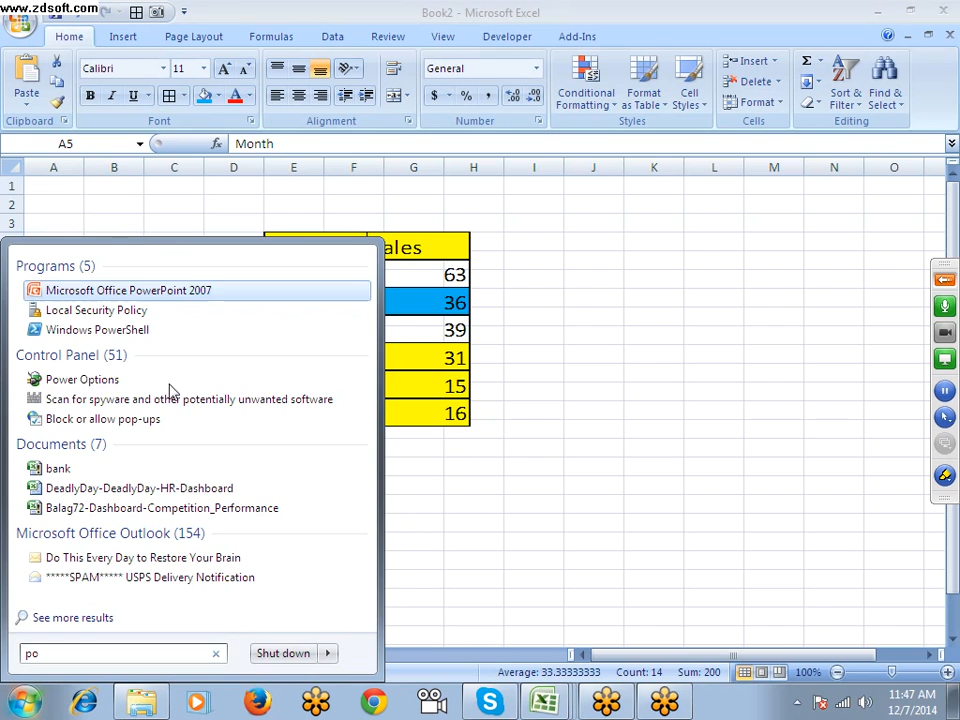 www.zdsoft.com
Book2 - Microsoft Excel
Home Insert Page Layout Formulas Data Review View Developer Add-Ins
Paste
Calibri 11
B I U
General
$ % ,
Conditional Formatting
Format as Table
Cell Styles
Insert
Delete
Format
Sort & Filter
Find & Select
Clipboard Font Alignment Number Styles Cells Editing
A5 fx Month
A B C D E F G H I J K L M N O
1
2
3
ales
63
36
39
31
15
16
Programs (5)
Microsoft Office PowerPoint 2007
Local Security Policy
Windows PowerShell
Control Panel (51)
Power Options
Scan for spyware and other potentially unwanted software
Block or allow pop-ups
Documents (7)
bank
DeadlyDay-DeadlyDay-HR-Dashboard
Balag72-Dashboard-Competition_Performance
Microsoft Office Outlook (154)
Do This Every Day to Restore Your Brain
*****SPAM***** USPS Delivery Notification
See more results
po
Shut down
Average: 33.33333333 Count: 14 Sum: 200 100%
11:47 AM
12/7/2014